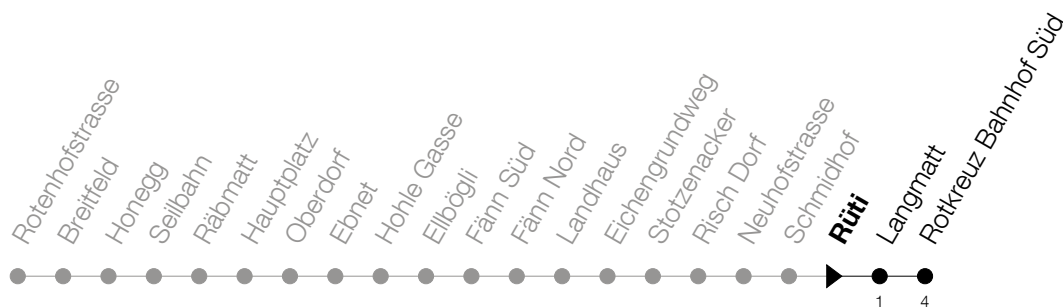 Rotenhofstrasse
Breitfeld
Honegg
Seilbahn
Räbmatt
Hauptplatz
Oberdorf
Ebnet
Hohle Gasse
Ellbögli
Fänn Süd
Fänn Nord
Landhaus
Eichengrundweg
Stotzenacker
Risch Dorf
Neuhofstrasse
Schmidhof
Rüti
Langmatt
Rotkreuz Bahnhof Süd
1
4